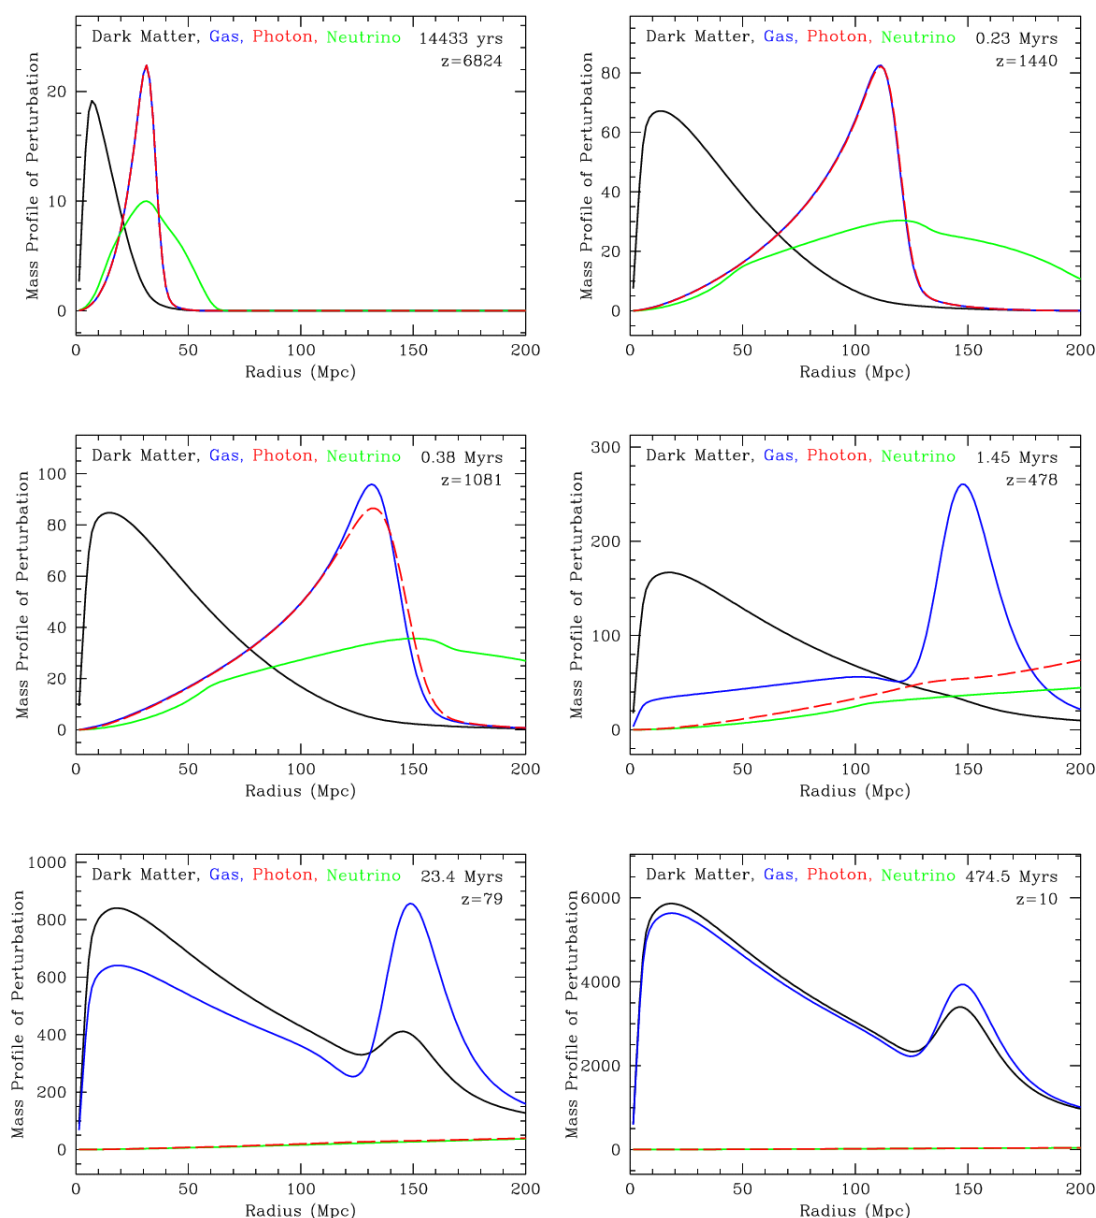 Dark Matter, Gas, Photon, Neutrino 14433 yrs
z=6824
Mass Profile of Perturbation
20
10
0
0 50 100 150 200
Radius (Mpc)
Dark Matter, Gas, Photon, Neutrino 0.23 Myrs
z=1440
Mass Profile of Perturbation
80
60
40
20
0
0 50 100 150 200
Radius (Mpc)
Dark Matter, Gas, Photon, Neutrino 0.38 Myrs
z=1081
Mass Profile of Perturbation
100
80
60
40
20
0
0 50 100 150 200
Radius (Mpc)
Dark Matter, Gas, Photon, Neutrino 1.45 Myrs
z=478
Mass Profile of Perturbation
300
200
100
0
0 50 100 150 200
Radius (Mpc)
Dark Matter, Gas, Photon, Neutrino 23.4 Myrs
z=79
Mass Profile of Perturbation
1000
800
600
400
200
0
0 50 100 150 200
Radius (Mpc)
Dark Matter, Gas, Photon, Neutrino 474.5 Myrs
z=10
Mass Profile of Perturbation
6000
4000
2000
0
0 50 100 150 200
Radius (Mpc)